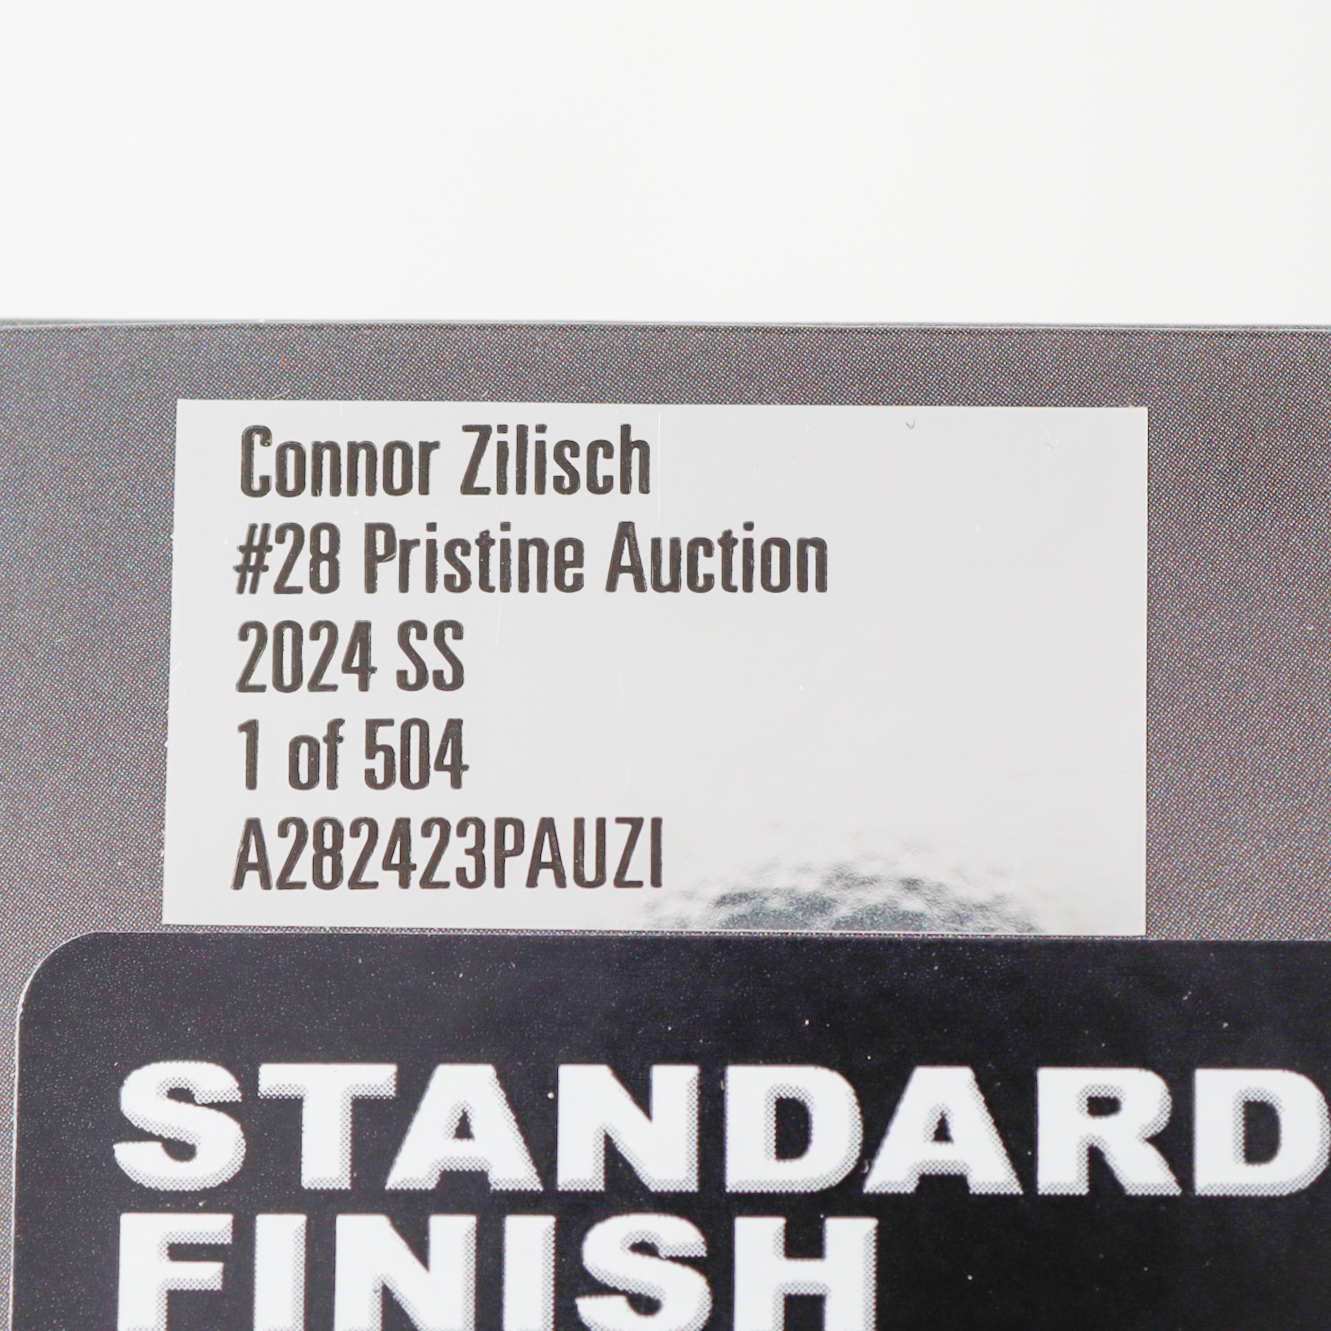 Connor Zilisch
#28 Pristine Auction
2024 SS
1 of 504
A282423PAUZI
STANDARD
FINISH